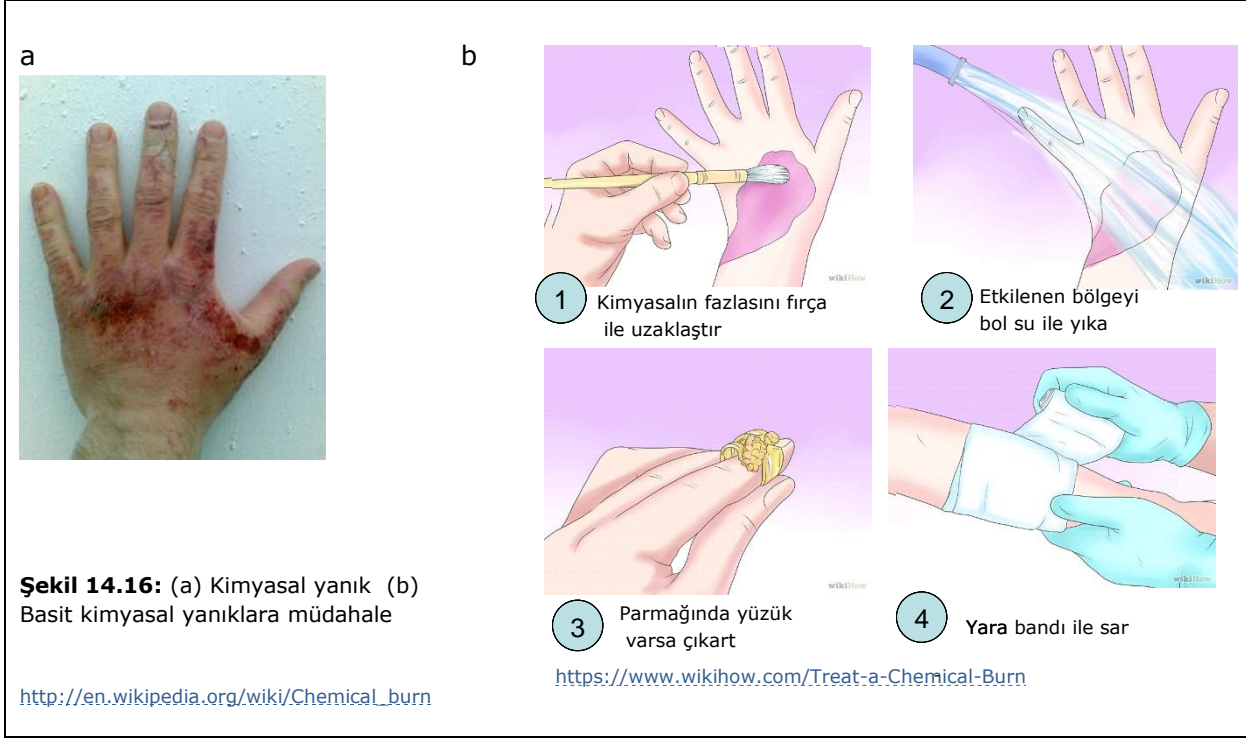 a
b
wikiHow
wikiHow
1
Kimyasalın fazlasını fırça
ile uzaklaştır
2
Etkilenen bölgeyi
bol su ile yıka
wikiHow
wikiHow
3
Parmağında yüzük
varsa çıkart
4
Yara bandı ile sar
Şekil 14.16: (a) Kimyasal yanık (b)
Basit kimyasal yanıklara müdahale
https://www.wikihow.com/Treat-a-Chemical-Burn
http://en.wikipedia.org/wiki/Chemical_burn